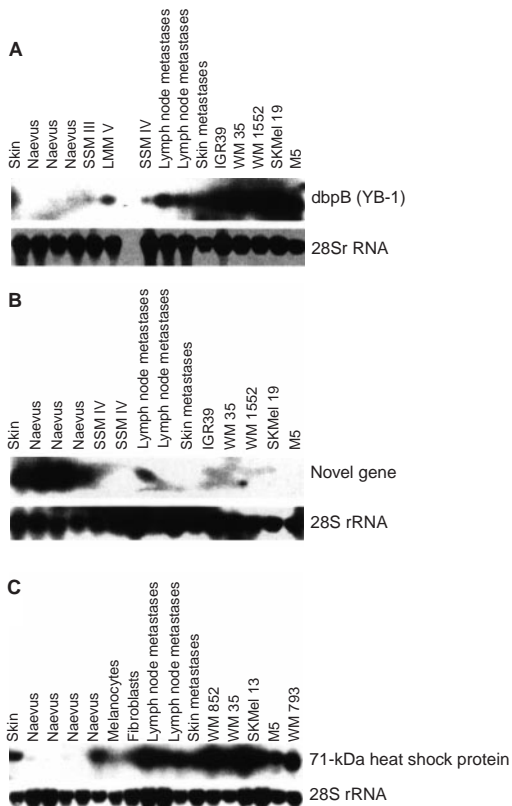 A
Skin
Naevus
Naevus
Naevus
SSM III
LMM V
SSM IV
Lymph node metastases
Lymph node metastases
Skin metastases
IGR39
WM 35
WM 1552
SKMel 19
M5
dbpB (YB-1)
28Sr RNA
B
Skin
Naevus
Naevus
Naevus
SSM IV
SSM IV
Lymph node metastases
Lymph node metastases
Skin metastases
IGR39
WM 35
WM 1552
SKMel 19
M5
Novel gene
28S rRNA
C
Skin
Naevus
Naevus
Naevus
Naevus
Melanocytes
Fibroblasts
Lymph node metastases
Lymph node metastases
Skin metastases
WM 852
WM 35
SKMel 13
M5
WM 793
71-kDa heat shock protein
28S rRNA